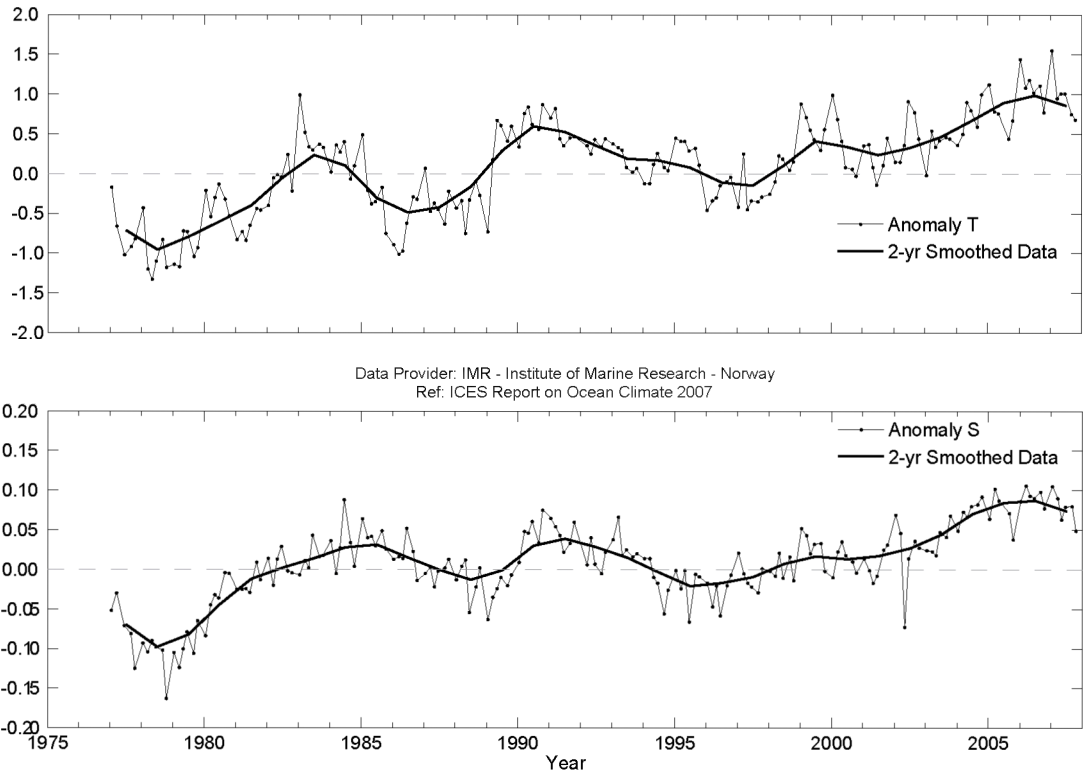 2.0
1.5
1.0
0.5
0.0
-0.5
-1.0
-1.5
-2.0
Anomaly T
2-yr Smoothed Data
Data Provider: IMR - Institute of Marine Research - Norway
Ref: ICES Report on Ocean Climate 2007
0.20
0.15
0.10
0.05
0.00
-0.05
-0.10
-0.15
-0.20
Anomaly S
2-yr Smoothed Data
1975 1980 1985 1990 1995 2000 2005
Year